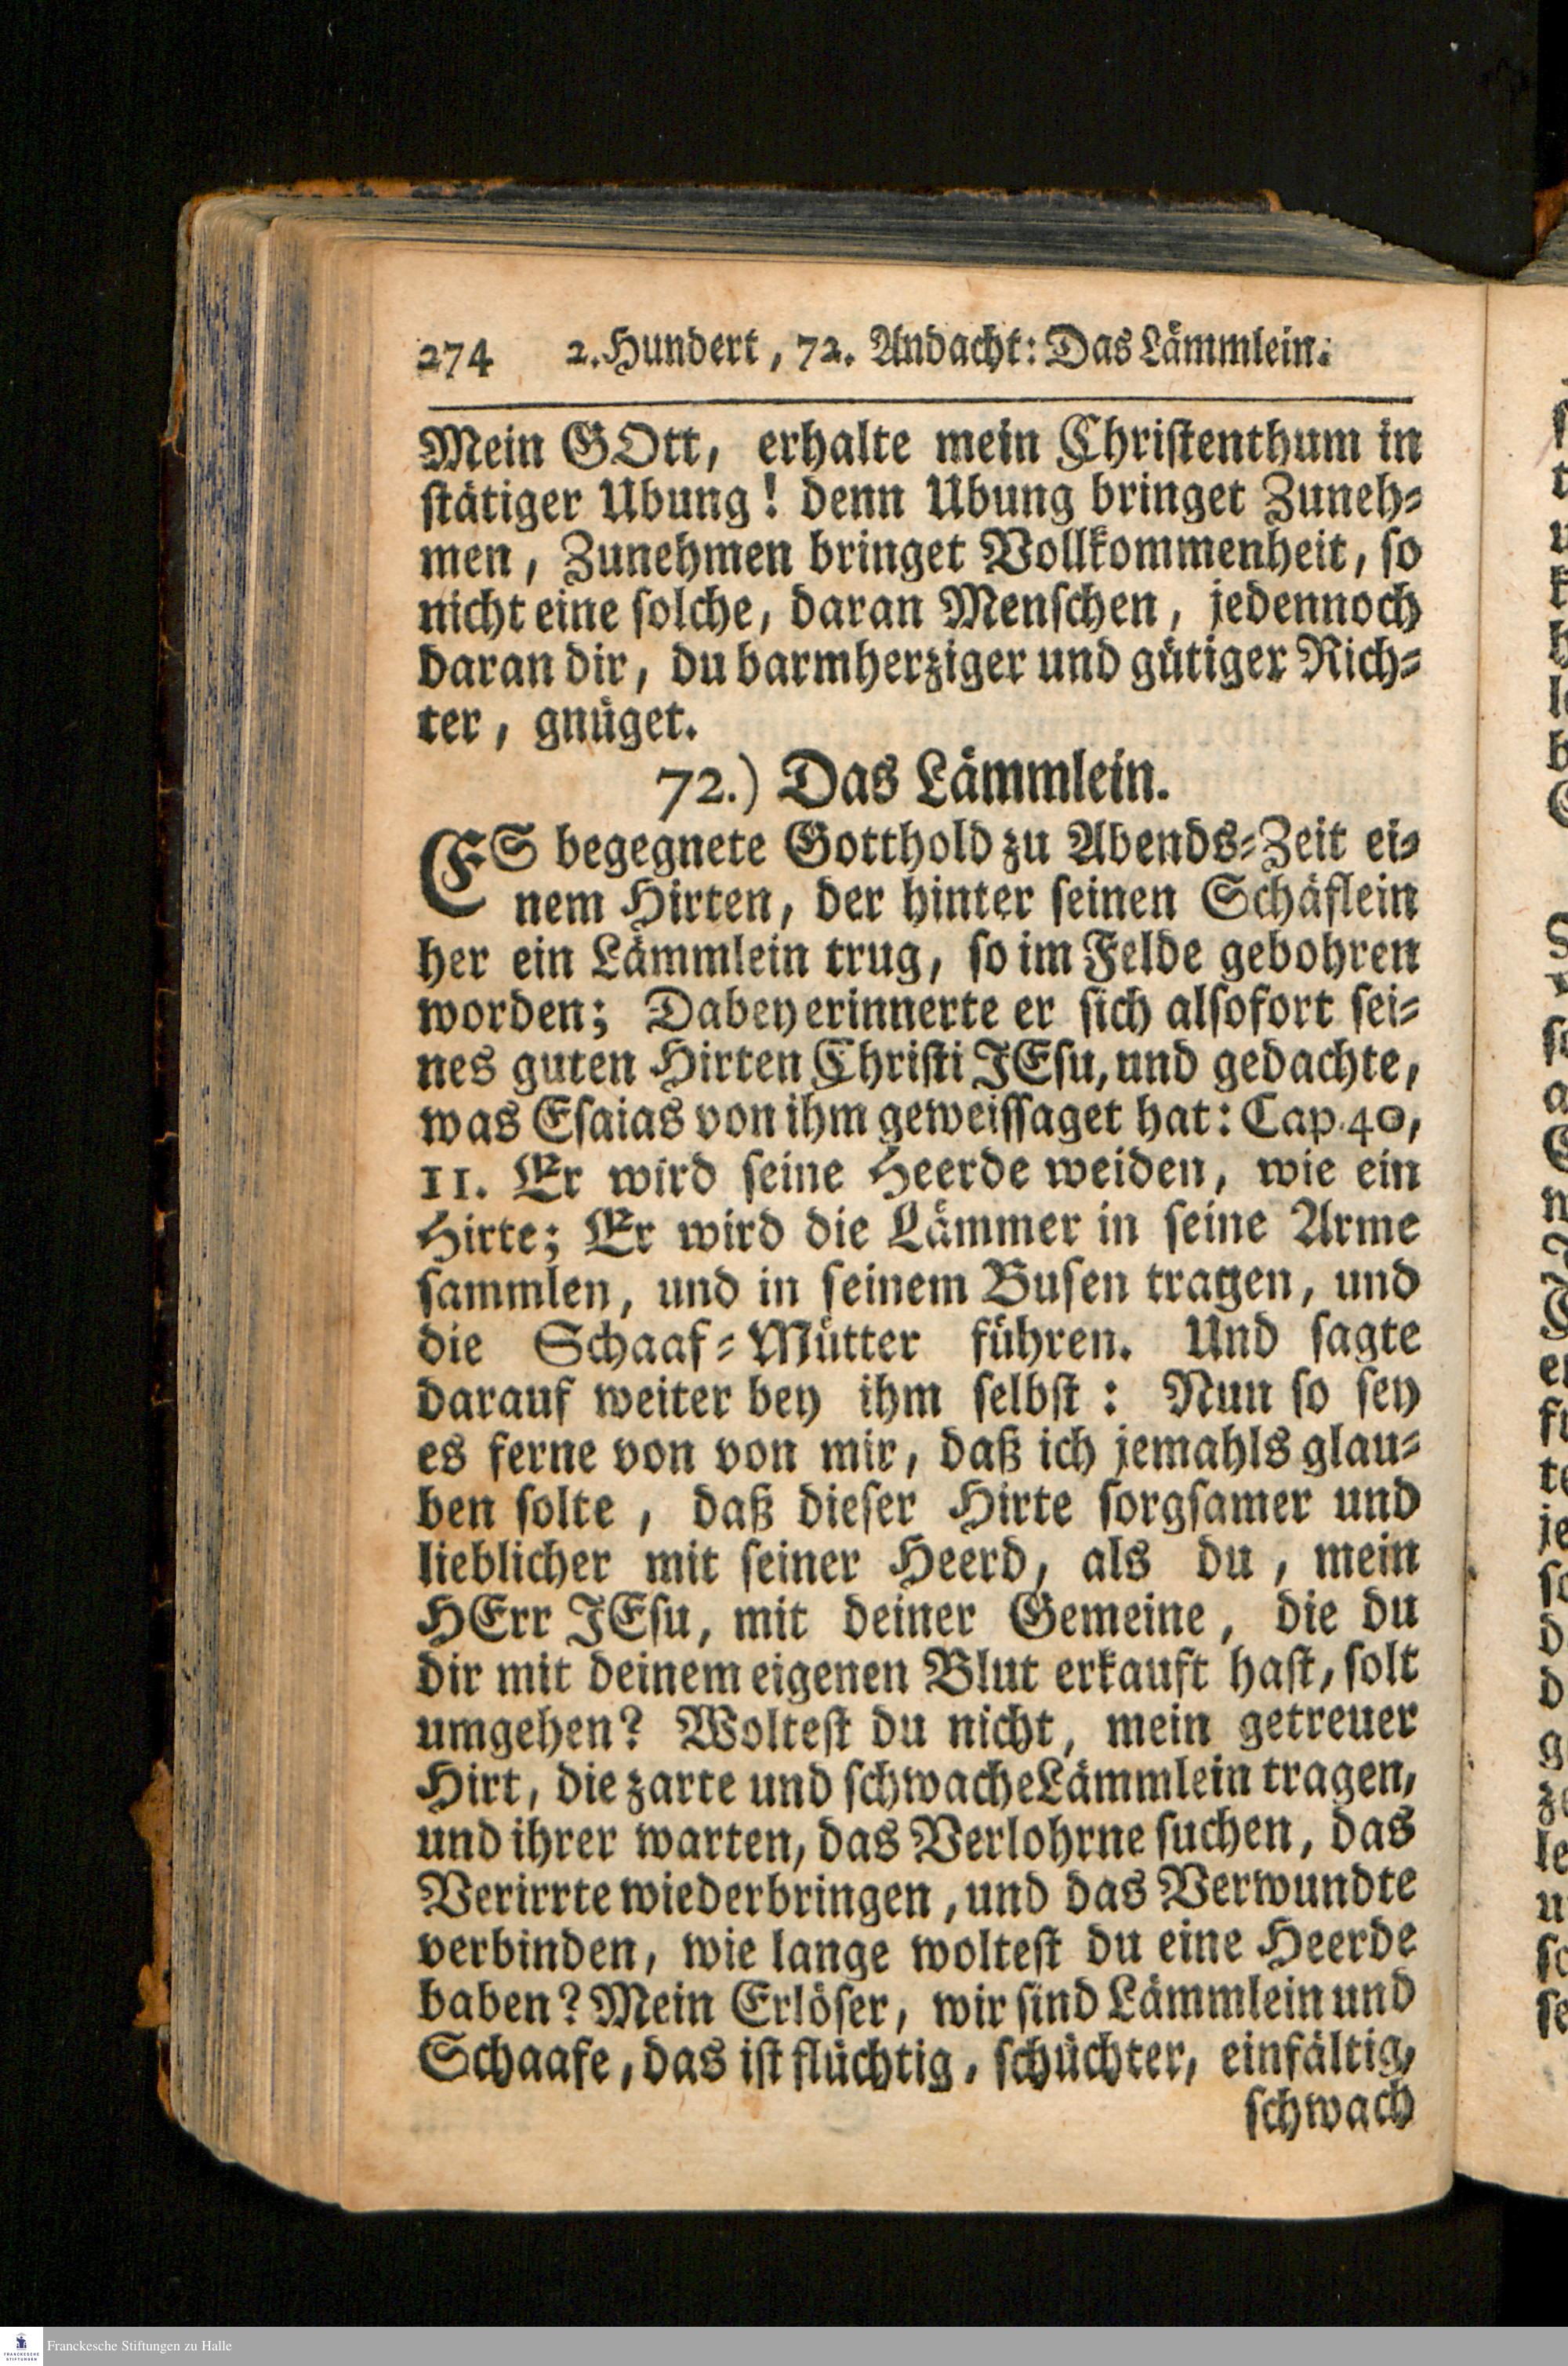 274 2. Hundert, 72. Andacht: Das Lämmlein.
Mein GOtt, erhalte mein Christenthum in
stätiger Ubung! denn Ubung bringet Zuneh-
men, Zunehmen bringet Vollkommenheit, so
nicht eine solche, daran Menschen, jedennoch
daran dir, du barmherziger und gütiger Rich-
ter, gnüget.
72.) Das Lämmlein.
ES begegnete Gotthold zu Abends-Zeit ei-
nem Hirten, der hinter seinen Schäflein
her ein Lämmlein trug, so im Felde gebohren
worden; Dabey erinnerte er sich alsofort sei-
nes guten Hirten Christi JEsu, und gedachte,
was Esaias von ihm geweissaget hat: Cap. 40,
11. Er wird seine Heerde weiden, wie ein
Hirte; Er wird die Lämmer in seine Arme
sammlen, und in seinem Busen tragen, und
die Schaaf-Mütter führen. Und sagte
darauf weiter bey ihm selbst: Nun so sey
es ferne von von mir, daß ich jemahls glau-
ben solte, daß dieser Hirte sorgsamer und
lieblicher mit seiner Heerd, als du, mein
HErr JEsu, mit deiner Gemeine, die du
dir mit deinem eigenen Blut erkauft hast, solt
umgehen? Woltest du nicht, mein getreuer
Hirt, die zarte und schwache Lämmlein tragen,
und ihrer warten, das Verlohrne suchen, das
Verirrte wiederbringen, und das Verwundte
verbinden, wie lange woltest du eine Heerde
baben? Mein Erlöser, wir sind Lämmlein und
Schaafe, das ist flüchtig, schüchter, einfältig,
schwach
Franckesche Stiftungen zu Halle